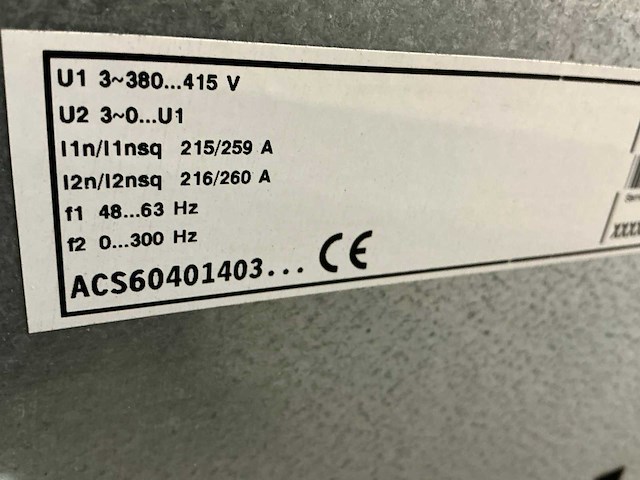 U1 3~380...415 V
U2 3~0...U1
I1n/I1nsq 215/259 A
I2n/I2nsq 216/260 A
f1 48...63 Hz
f2 0...300 Hz
ACS60401403... CE